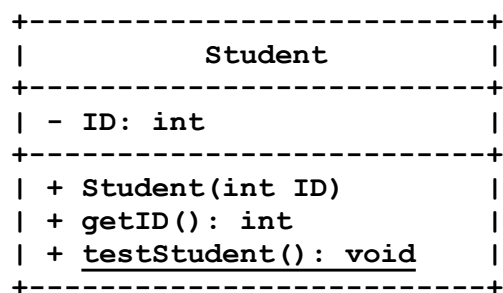 +---------------------------+
|          Student          |
+---------------------------+
| - ID: int                 |
+---------------------------+
| + Student(int ID)         |
| + getID(): int            |
| + testStudent(): void     |
+---------------------------+